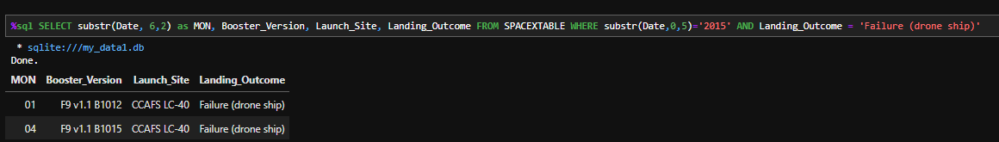 %sql SELECT substr(Date, 6,2) as MON, Booster_Version, Launch_Site, Landing_Outcome FROM SPACEXTABLE WHERE substr(Date,0,5)='2015' AND Landing_Outcome = 'Failure (drone ship)'
* sqlite:///my_data1.db
Done.
MON Booster_Version Launch_Site Landing_Outcome
01 F9 v1.1 B1012 CCAFS LC-40 Failure (drone ship)
04 F9 v1.1 B1015 CCAFS LC-40 Failure (drone ship)